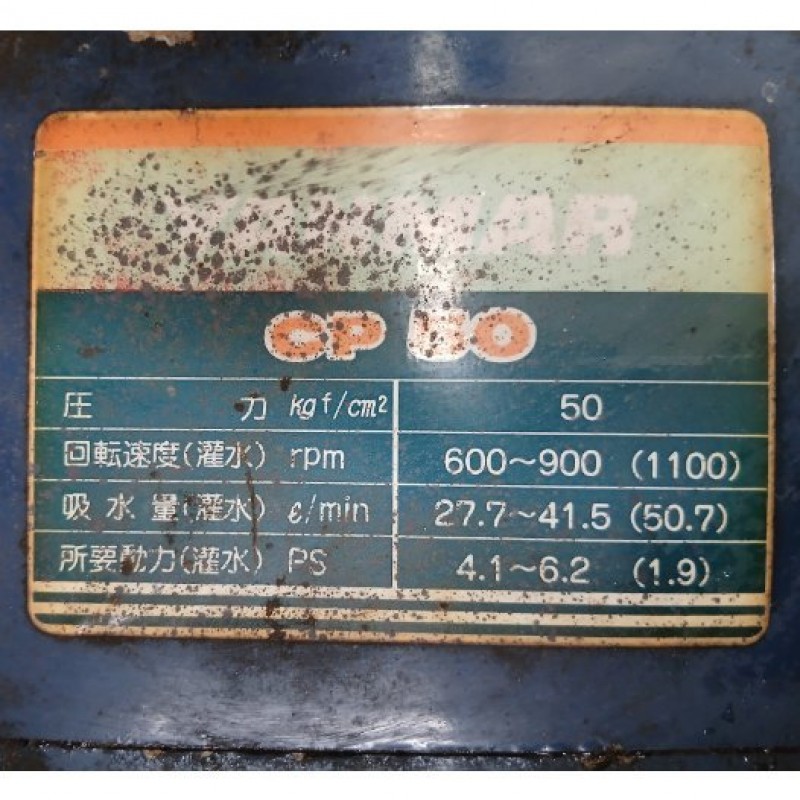 YANMAR
CP
圧 力 kgf/cm² 50
回転速度(灌水) rpm 600〜900 (1100)
吸水量(灌水) ℓ/min 27.7〜41.5 (50.7)
所要動力(灌水) PS 4.1〜6.2 (1.9)